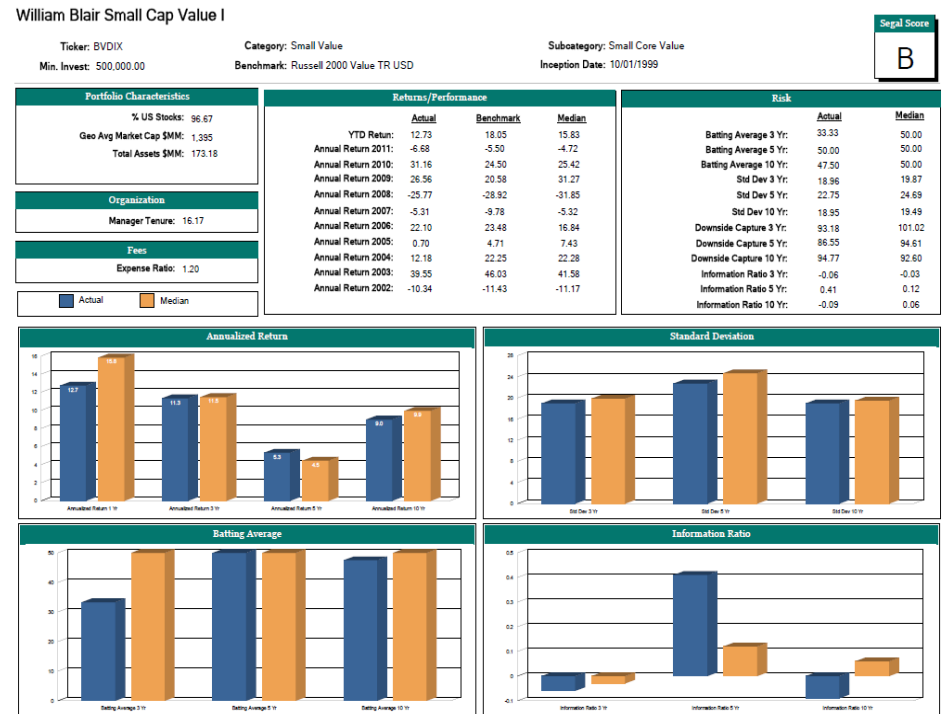 William Blair Small Cap Value I
Segal Score
B
Ticker: BVDIX
Category: Small Value
Subcategory: Small Core Value
Min. Invest: 500,000.00
Benchmark: Russell 2000 Value TR USD
Inception Date: 10/01/1999
Portfolio Characteristics
% US Stocks: 96.67
Geo Avg Market Cap $MM: 1,395
Total Assets $MM: 173.18
Organization
Manager Tenure: 16.17
Fees
Expense Ratio: 1.20
Actual Median
Returns/Performance
Actual Benchmark Median
YTD Retun: 12.73 18.05 15.83
Annual Return 2011: -6.68 -5.50 -4.72
Annual Return 2010: 31.16 24.50 25.42
Annual Return 2009: 26.56 20.58 31.27
Annual Return 2008: -25.77 -28.92 -31.85
Annual Return 2007: -5.31 -9.78 -5.32
Annual Return 2006: 22.10 23.48 16.84
Annual Return 2005: 0.70 4.71 7.43
Annual Return 2004: 12.18 22.25 22.28
Annual Return 2003: 39.55 46.03 41.58
Annual Return 2002: -10.34 -11.43 -11.17
Risk
Actual Median
Batting Average 3 Yr: 33.33 50.00
Batting Average 5 Yr: 50.00 50.00
Batting Average 10 Yr: 47.50 50.00
Std Dev 3 Yr: 18.96 19.87
Std Dev 5 Yr: 22.75 24.69
Std Dev 10 Yr: 18.95 19.49
Downside Capture 3 Yr: 93.18 101.02
Downside Capture 5 Yr: 86.55 94.61
Downside Capture 10 Yr: 94.77 92.60
Information Ratio 3 Yr: -0.06 -0.03
Information Ratio 5 Yr: 0.41 0.12
Information Ratio 10 Yr: -0.09 0.06
Annualized Return
16
14
12
10
8
6
4
2
0
12.7
15.8
11.3
5.3
4.5
9.0
9.9
Annualized Return 1 Yr
Annualized Return 3 Yr
Annualized Return 5 Yr
Annualized Return 10 Yr
Standard Deviation
28
24
20
16
12
8
4
0
Std Dev 3 Yr
Std Dev 5 Yr
Std Dev 10 Yr
Batting Average
50
40
30
20
10
0
Batting Average 3 Yr
Batting Average 5 Yr
Batting Average 10 Yr
Information Ratio
0.5
0.4
0.3
0.2
0.1
0
-0.1
Information Ratio 3 Yr
Information Ratio 5 Yr
Information Ratio 10 Yr